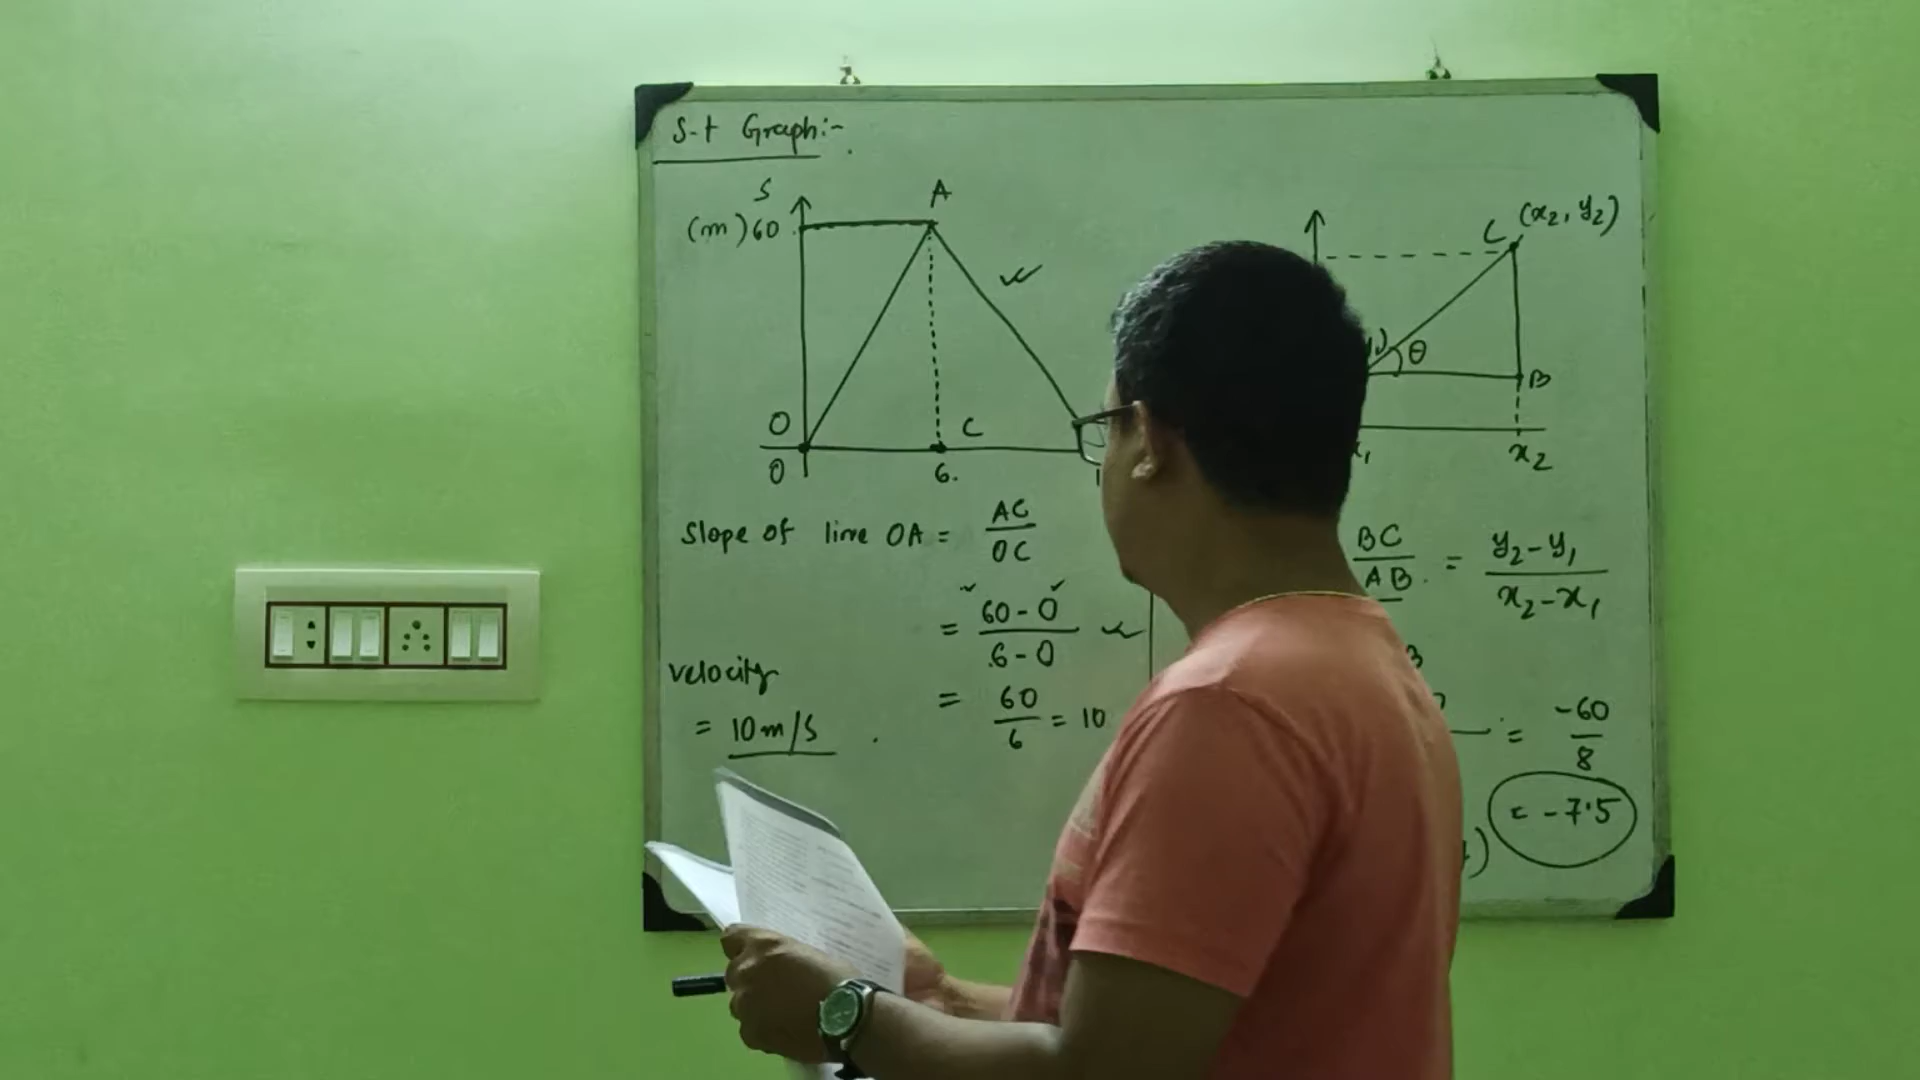 S-t Graph:-
S
(m) 60
A
O
C
0
6.
Slope of line OA = AC / OC
= 60 - 0 / 6 - 0
= 60 / 6 = 10
velocity
= 10 m/s
C (x₂, y₂)
θ
B
x₂
BC / AB = y₂ - y₁ / x₂ - x₁
= -60 / 8
= -7.5